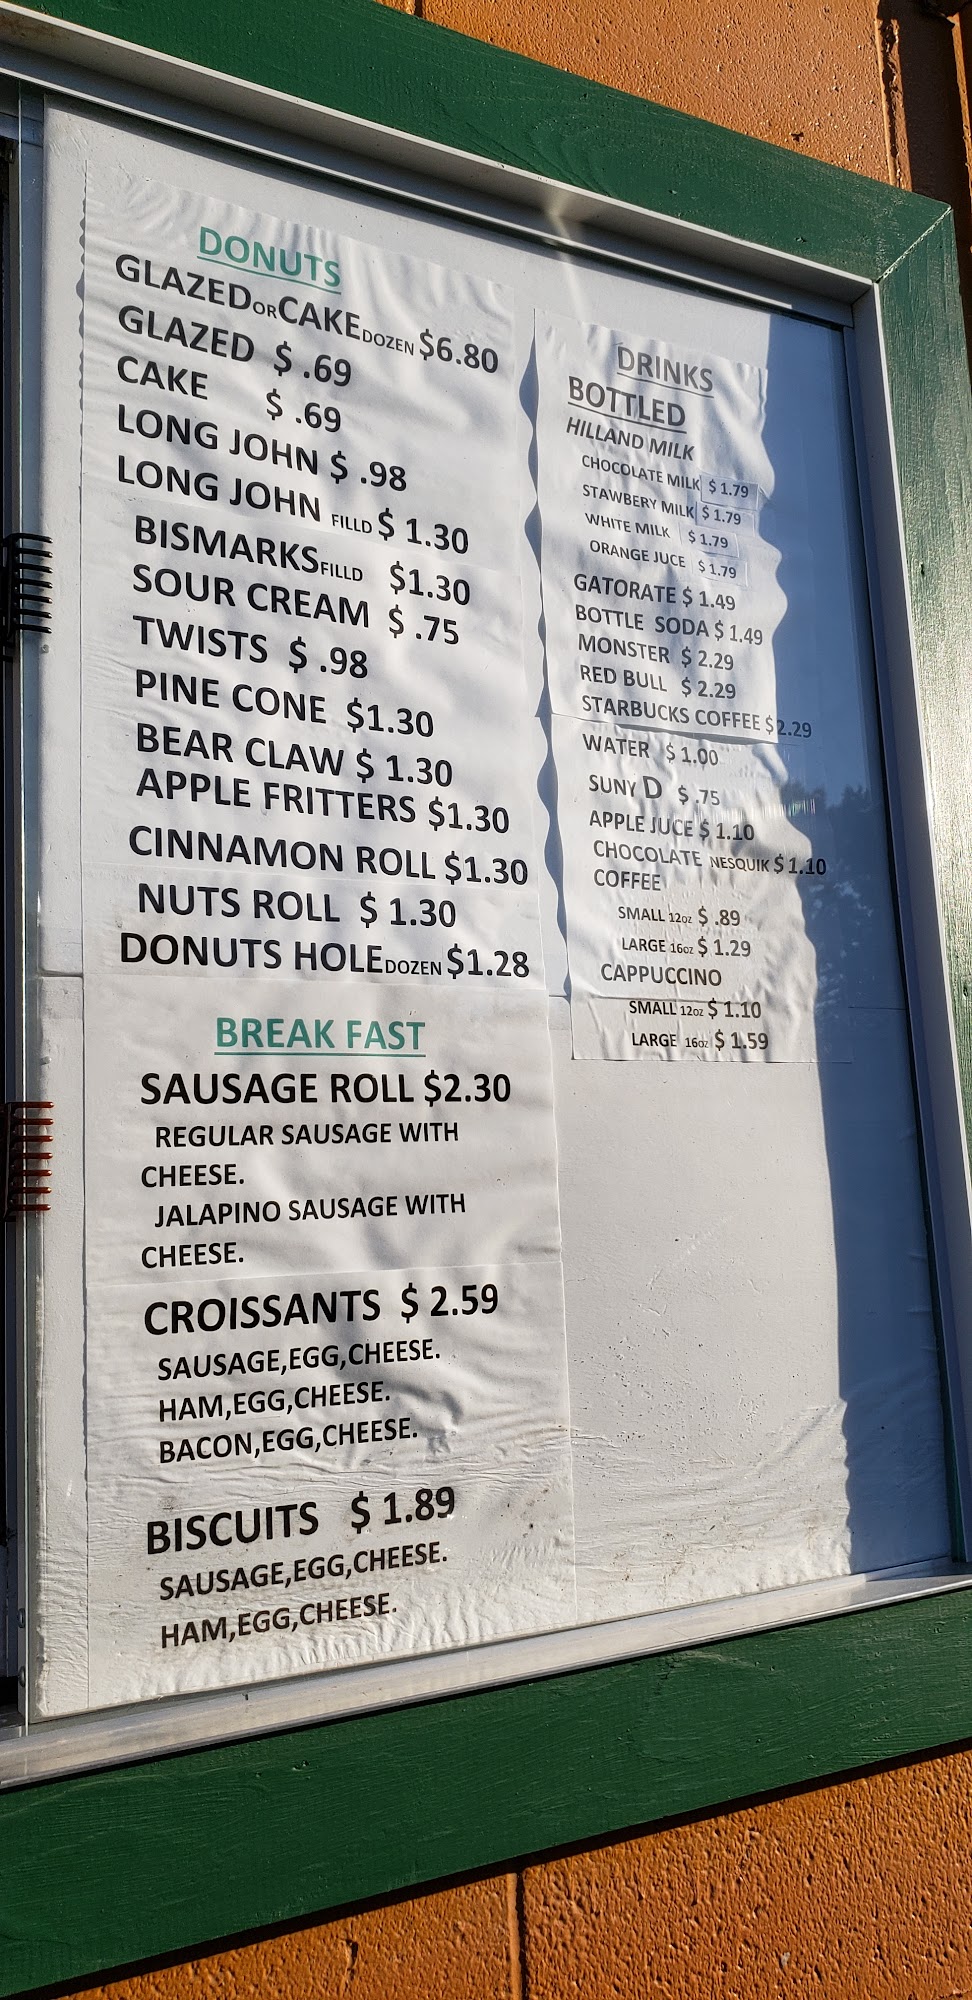 DONUTS
GLAZED OR CAKE DOZEN $6.80
GLAZED $ .69
CAKE $ .69
LONG JOHN $ .98
LONG JOHN FILLD $ 1.30
BISMARKS FILLD $1.30
SOUR CREAM $ .75
TWISTS $ .98
PINE CONE $1.30
BEAR CLAW $ 1.30
APPLE FRITTERS $1.30
CINNAMON ROLL $1.30
NUTS ROLL $ 1.30
DONUTS HOLE DOZEN $1.28
BREAK FAST
SAUSAGE ROLL $2.30
REGULAR SAUSAGE WITH
CHEESE.
JALAPINO SAUSAGE WITH
CHEESE.
CROISSANTS $ 2.59
SAUSAGE,EGG,CHEESE.
HAM,EGG,CHEESE.
BACON,EGG,CHEESE.
BISCUITS $ 1.89
SAUSAGE,EGG,CHEESE.
HAM,EGG,CHEESE.
DRINKS
BOTTLED
HILLAND MILK
CHOCOLATE MILK $ 1.79
STAWBERY MILK $ 1.79
WHITE MILK $ 1.79
ORANGE JUCE $ 1.79
GATORATE $ 1.49
BOTTLE SODA $ 1.49
MONSTER $ 2.29
RED BULL $ 2.29
STARBUCKS COFFEE $ 2.29
WATER $ 1.00
SUNY D $ .75
APPLE JUCE $ 1.10
CHOCOLATE NESQUIK $ 1.10
COFFEE
SMALL 12oz $ .89
LARGE 16oz $ 1.29
CAPPUCCINO
SMALL 12oz $ 1.10
LARGE 16oz $ 1.59